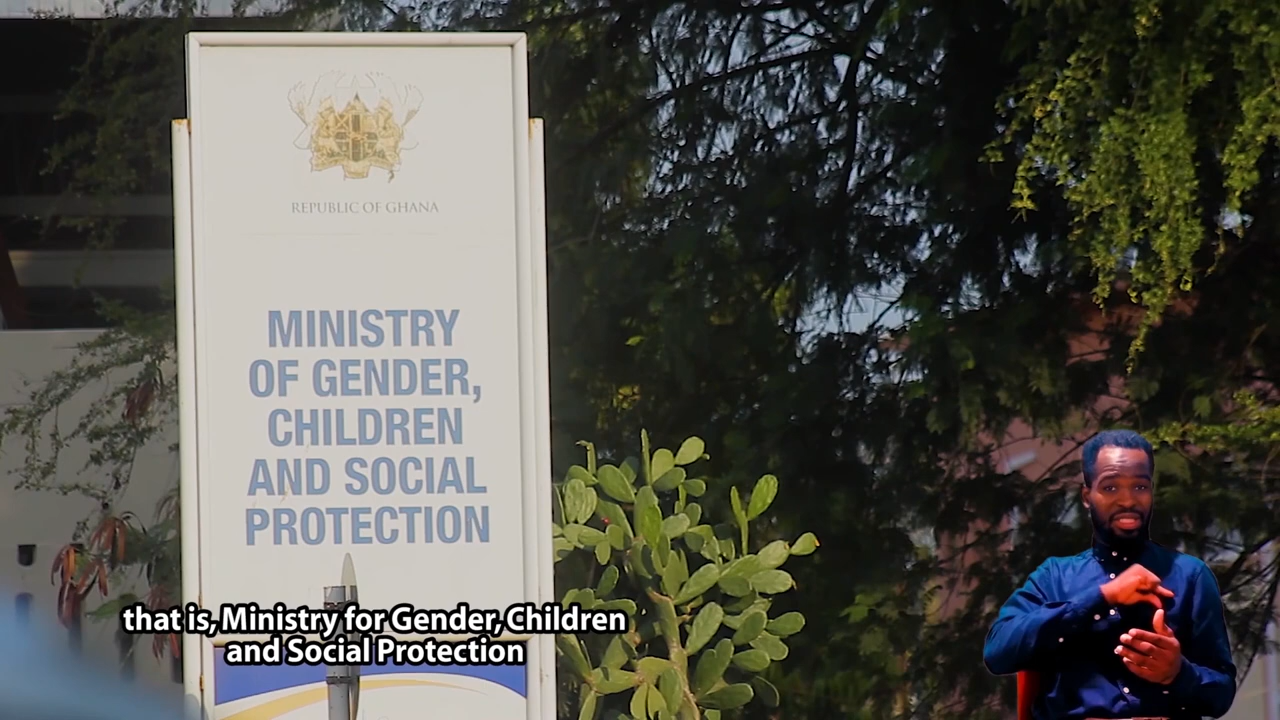 REPUBLIC OF GHANA
MINISTRY
OF GENDER,
CHILDREN
AND SOCIAL
PROTECTION
that is, Ministry for Gender, Children
and Social Protection